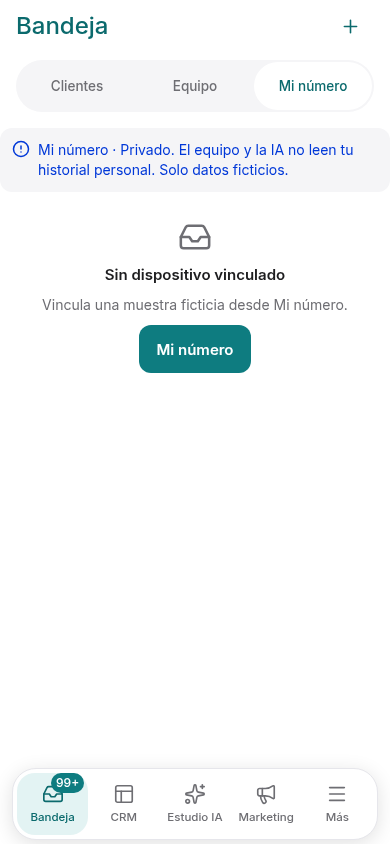 Bandeja
Clientes
Equipo
Mi número
Mi número · Privado. El equipo y la IA no leen tu
historial personal. Solo datos ficticios.
Sin dispositivo vinculado
Vincula una muestra ficticia desde Mi número.
Mi número
99+
Bandeja
CRM
Estudio IA
Marketing
Más